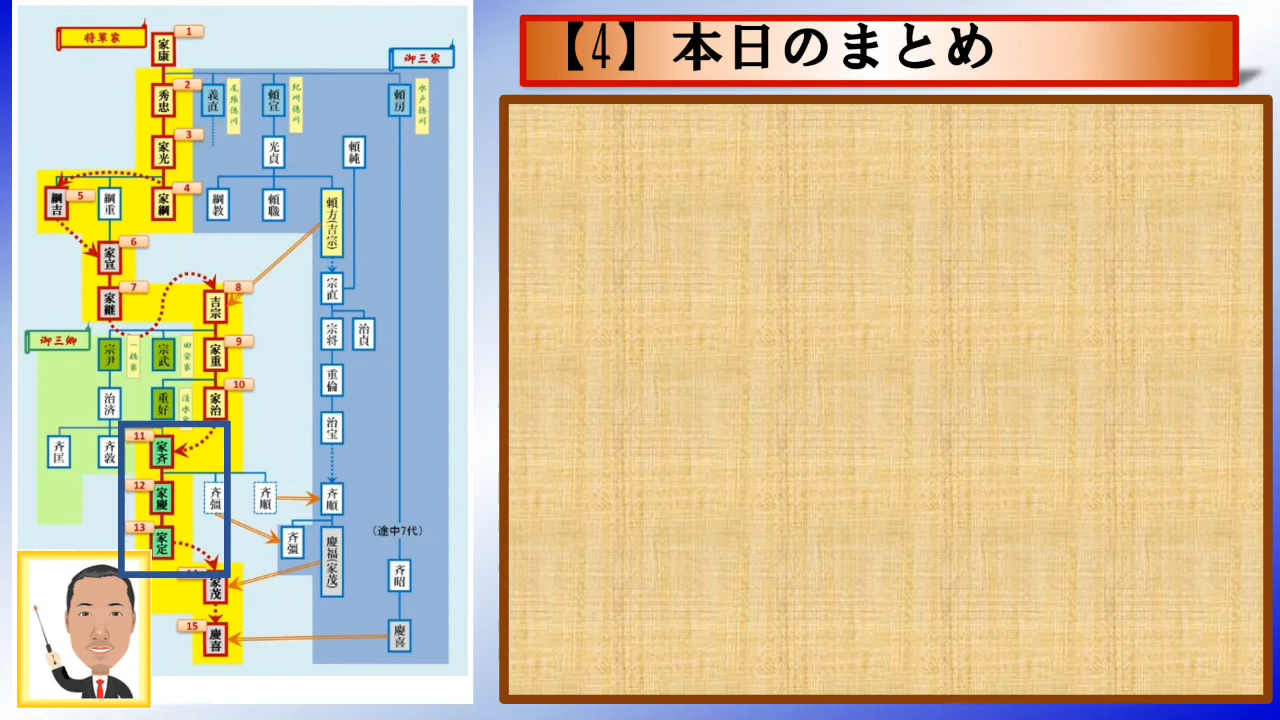 【4】本日のまとめ
将軍家
御三家
1
家康
2
秀忠
義直
尾張徳川
頼宣
紀州徳川
頼房
水戸徳川
3
家光
光貞
頼純
4
家綱
5
綱吉
綱重
綱教
頼職
頼方(吉宗)
6
家宣
7
家継
8
吉宗
宗直
御三卿
宗尹
一橋家
宗武
田安家
9
家重
宗将
治貞
10
家治
治済
重好
清水家
重倫
治宝
11
家斉
斉匡
斉敦
12
家慶
斉彊
斉順
斉順
13
家定
斉彊
慶福(家茂)
(途中7代)
家茂
斉昭
15
慶喜
慶喜